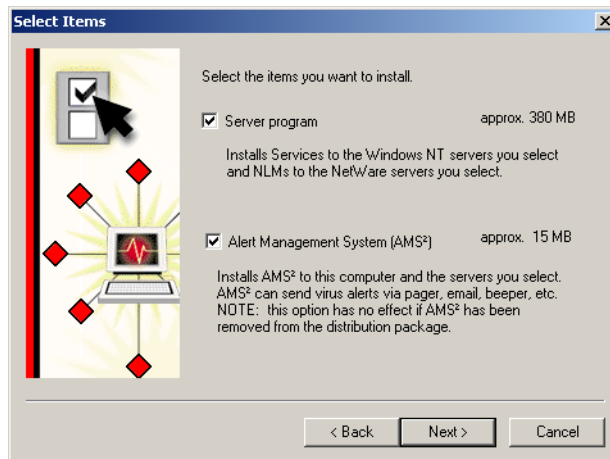 Select Items
Select the items you want to install.
Server program approx. 380 MB
Installs Services to the Windows NT servers you select
and NLMs to the NetWare servers you select.
Alert Management System (AMS²) approx. 15 MB
Installs AMS² to this computer and the servers you select.
AMS² can send virus alerts via pager, email, beeper, etc.
NOTE: this option has no effect if AMS² has been
removed from the distribution package.
< Back Next > Cancel